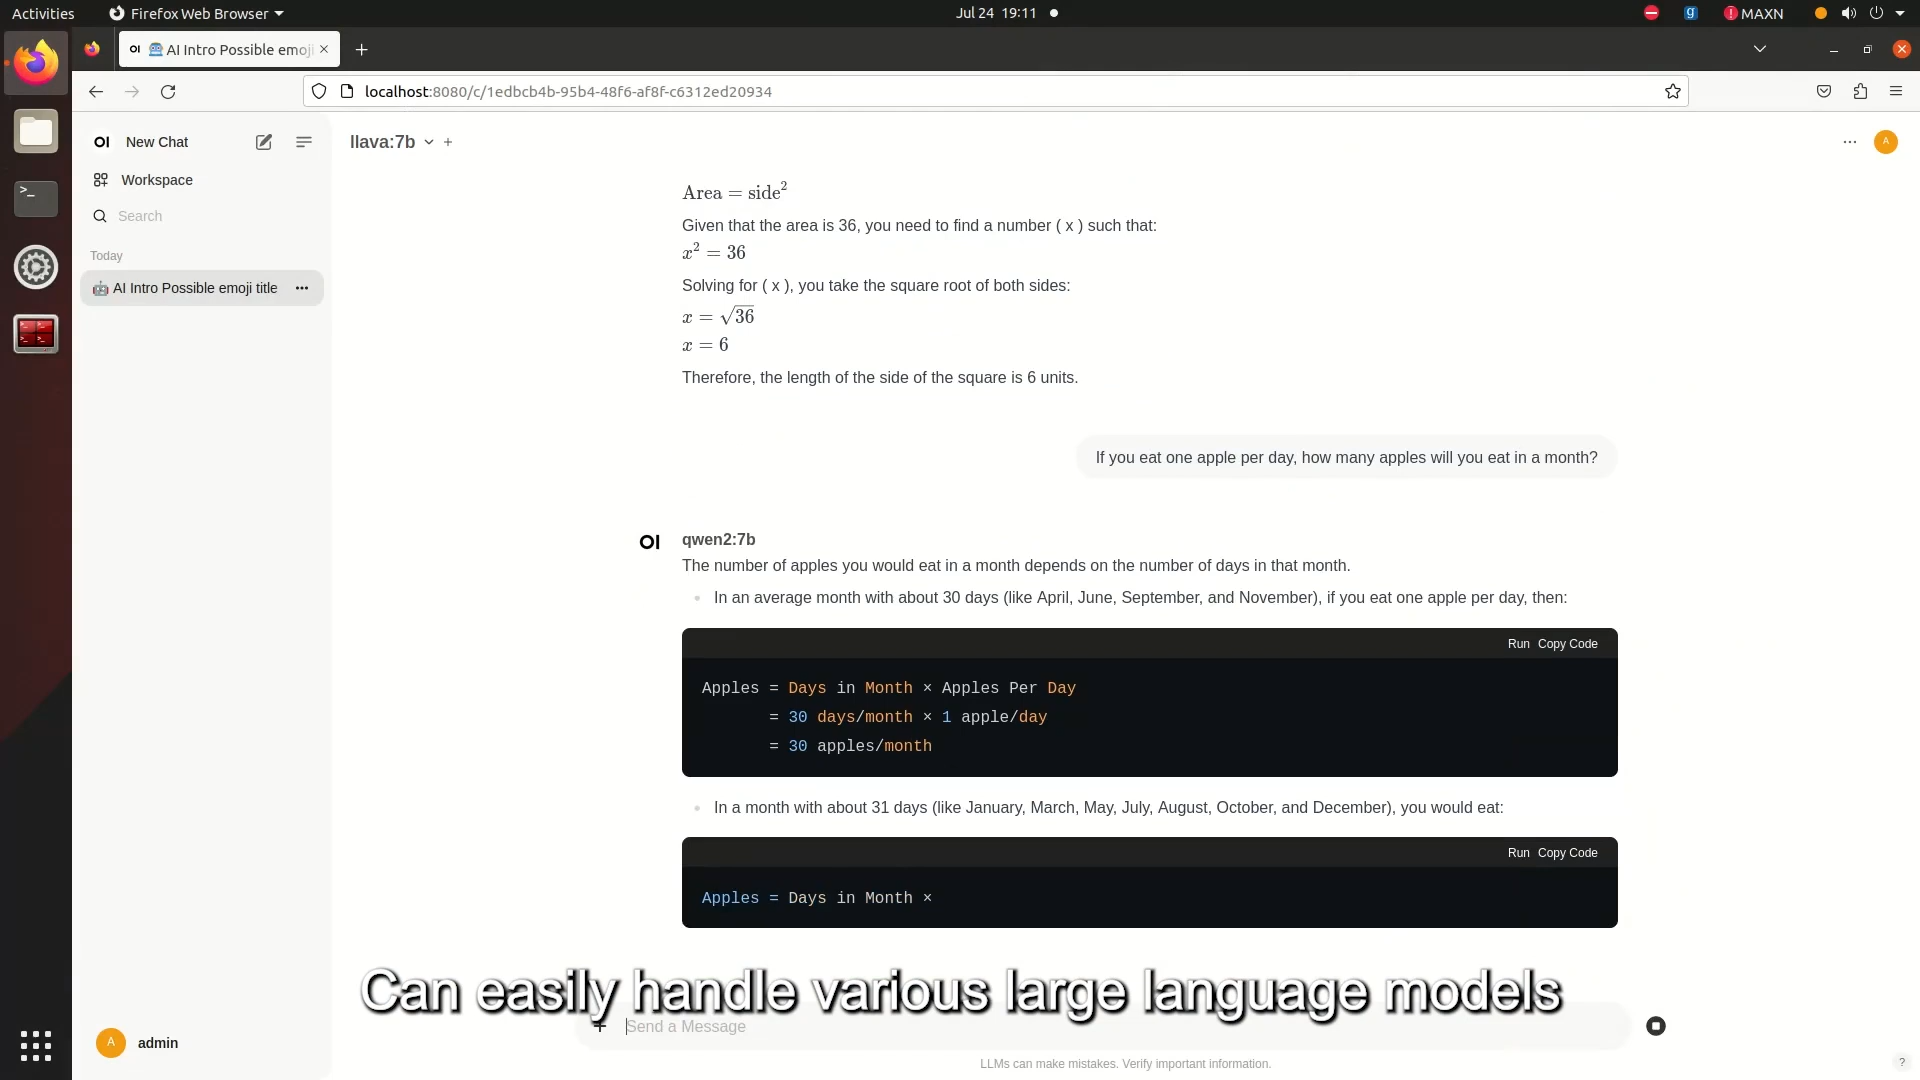 Activities
Firefox Web Browser
Jul 24 19:11
MAXN
AI Intro Possible emoji
localhost:8080/c/1edbcb4b-95b4-48f6-af8f-c6312ed20934
OI New Chat
Workspace
Search
Today
AI Intro Possible emoji title
A admin
llava:7b
A
Area = side²
Given that the area is 36, you need to find a number ( x ) such that:
x² = 36
Solving for ( x ), you take the square root of both sides:
x = √36
x = 6
Therefore, the length of the side of the square is 6 units.
If you eat one apple per day, how many apples will you eat in a month?
OI qwen2:7b
The number of apples you would eat in a month depends on the number of days in that month.
In an average month with about 30 days (like April, June, September, and November), if you eat one apple per day, then:
Run Copy Code
Apples = Days in Month × Apples Per Day
= 30 days/month × 1 apple/day
= 30 apples/month
In a month with about 31 days (like January, March, May, July, August, October, and December), you would eat:
Run Copy Code
Apples = Days in Month ×
Can easily handle various large language models
Send a Message
LLMs can make mistakes. Verify important information.
?